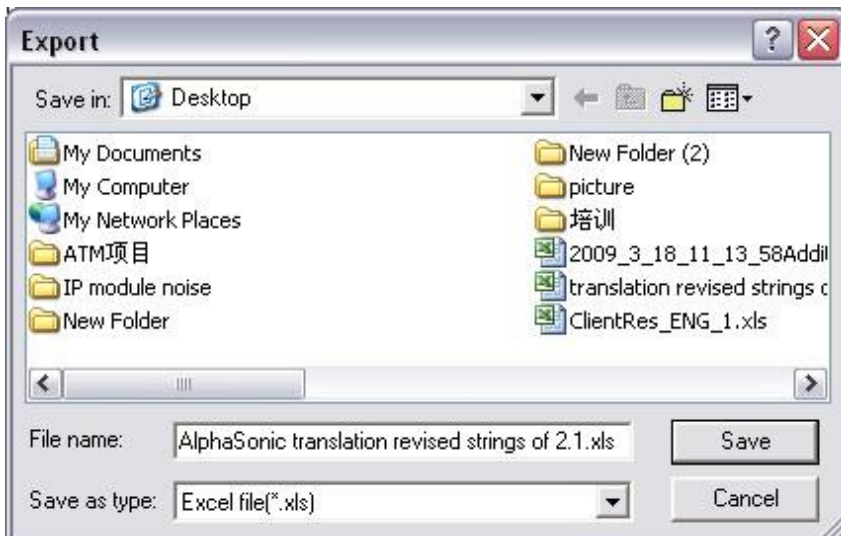 Export
Save in: Desktop
My Documents
My Computer
My Network Places
ATM项目
IP module noise
New Folder
New Folder (2)
picture
培训
2009_3_18_11_13_58Addi
translation revised strings
ClientRes_ENG_1.xls
File name: AlphaSonic translation revised strings of 2.1.xls
Save
Save as type: Excel file(*.xls)
Cancel